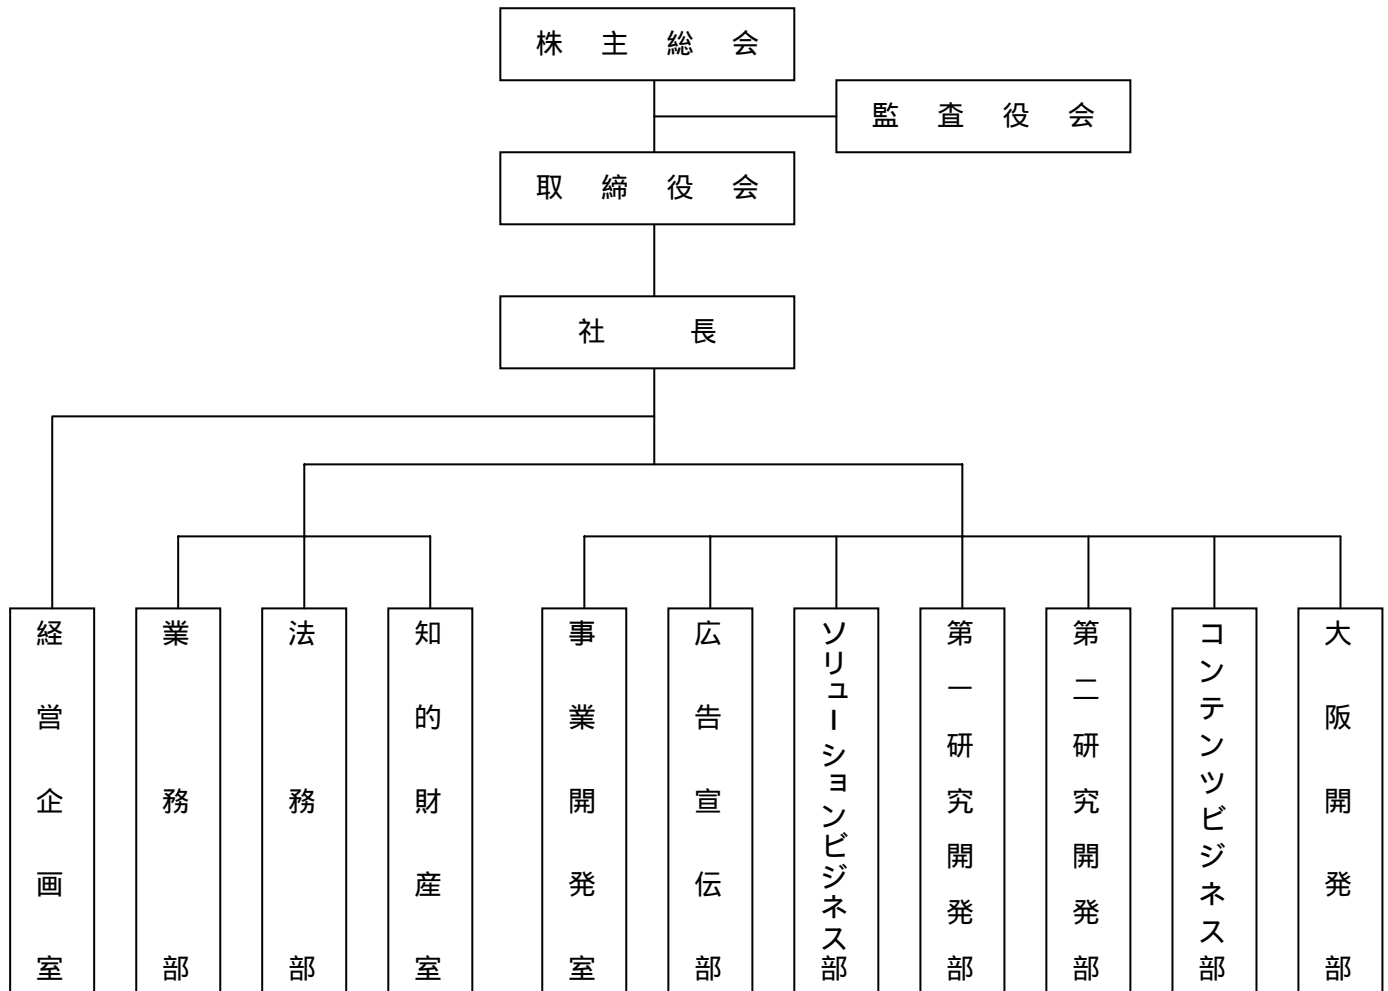 株主総会
監査役会
取締役会
社長
経営企画室
業務部
法務部
知的財産室
事業開発室
広告宣伝部
ソリューションビジネス部
第一研究開発部
第二研究開発部
コンテンツビジネス部
大阪開発部